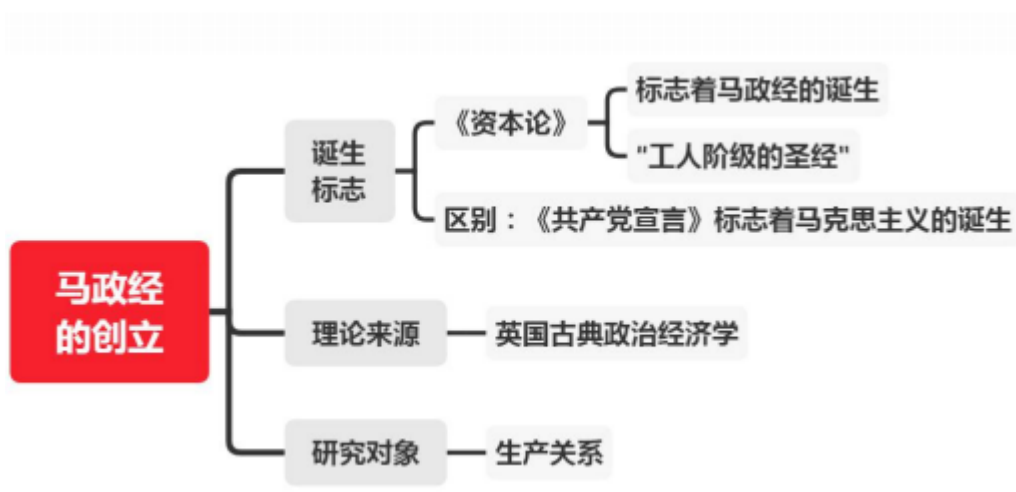 马政经
的创立
诞生
标志
《资本论》
标志着马政经的诞生
"工人阶级的圣经"
区别：《共产党宣言》标志着马克思主义的诞生
理论来源
英国古典政治经济学
研究对象
生产关系